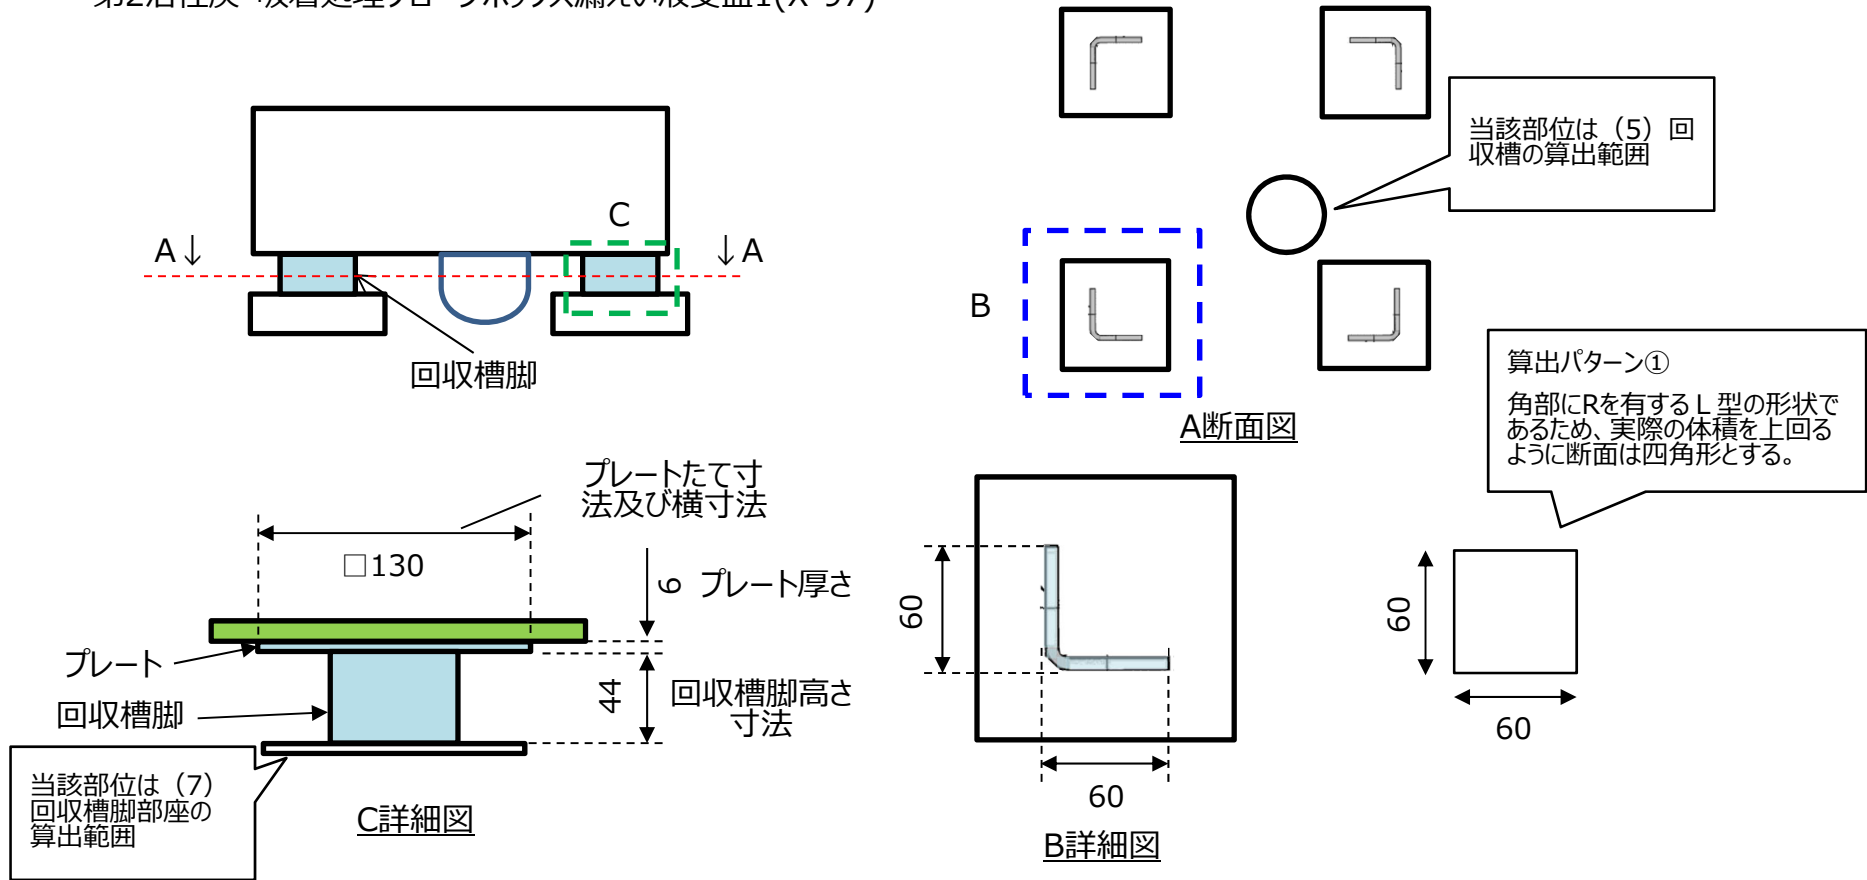 当該部位は（5）回
収槽の算出範囲
C
A↓
↓A
B
回収槽脚
算出パターン①
角部にRを有するＬ型の形状で
あるため、実際の体積を上回る
ように断面は四角形とする。
A断面図
プレートたて寸
法及び横寸法
□130
6
プレート厚さ
プレート
回収槽脚
44
回収槽脚高さ
寸法
60
60
60
60
当該部位は（7）
回収槽脚部座の
算出範囲
C詳細図
B詳細図